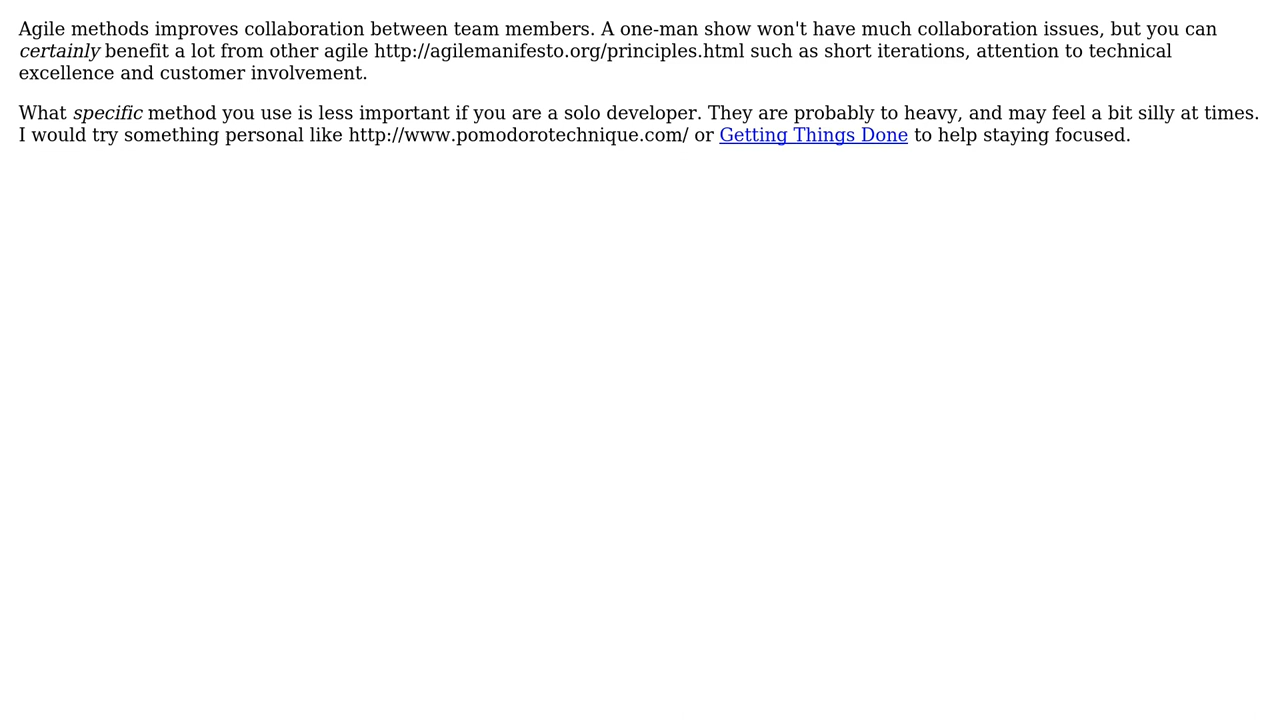 Agile methods improves collaboration between team members. A one-man show won't have much collaboration issues, but you can
certainly benefit a lot from other agile http://agilemanifesto.org/principles.html such as short iterations, attention to technical
excellence and customer involvement.
What specific method you use is less important if you are a solo developer. They are probably to heavy, and may feel a bit silly at times.
I would try something personal like http://www.pomodorotechnique.com/ or Getting Things Done to help staying focused.